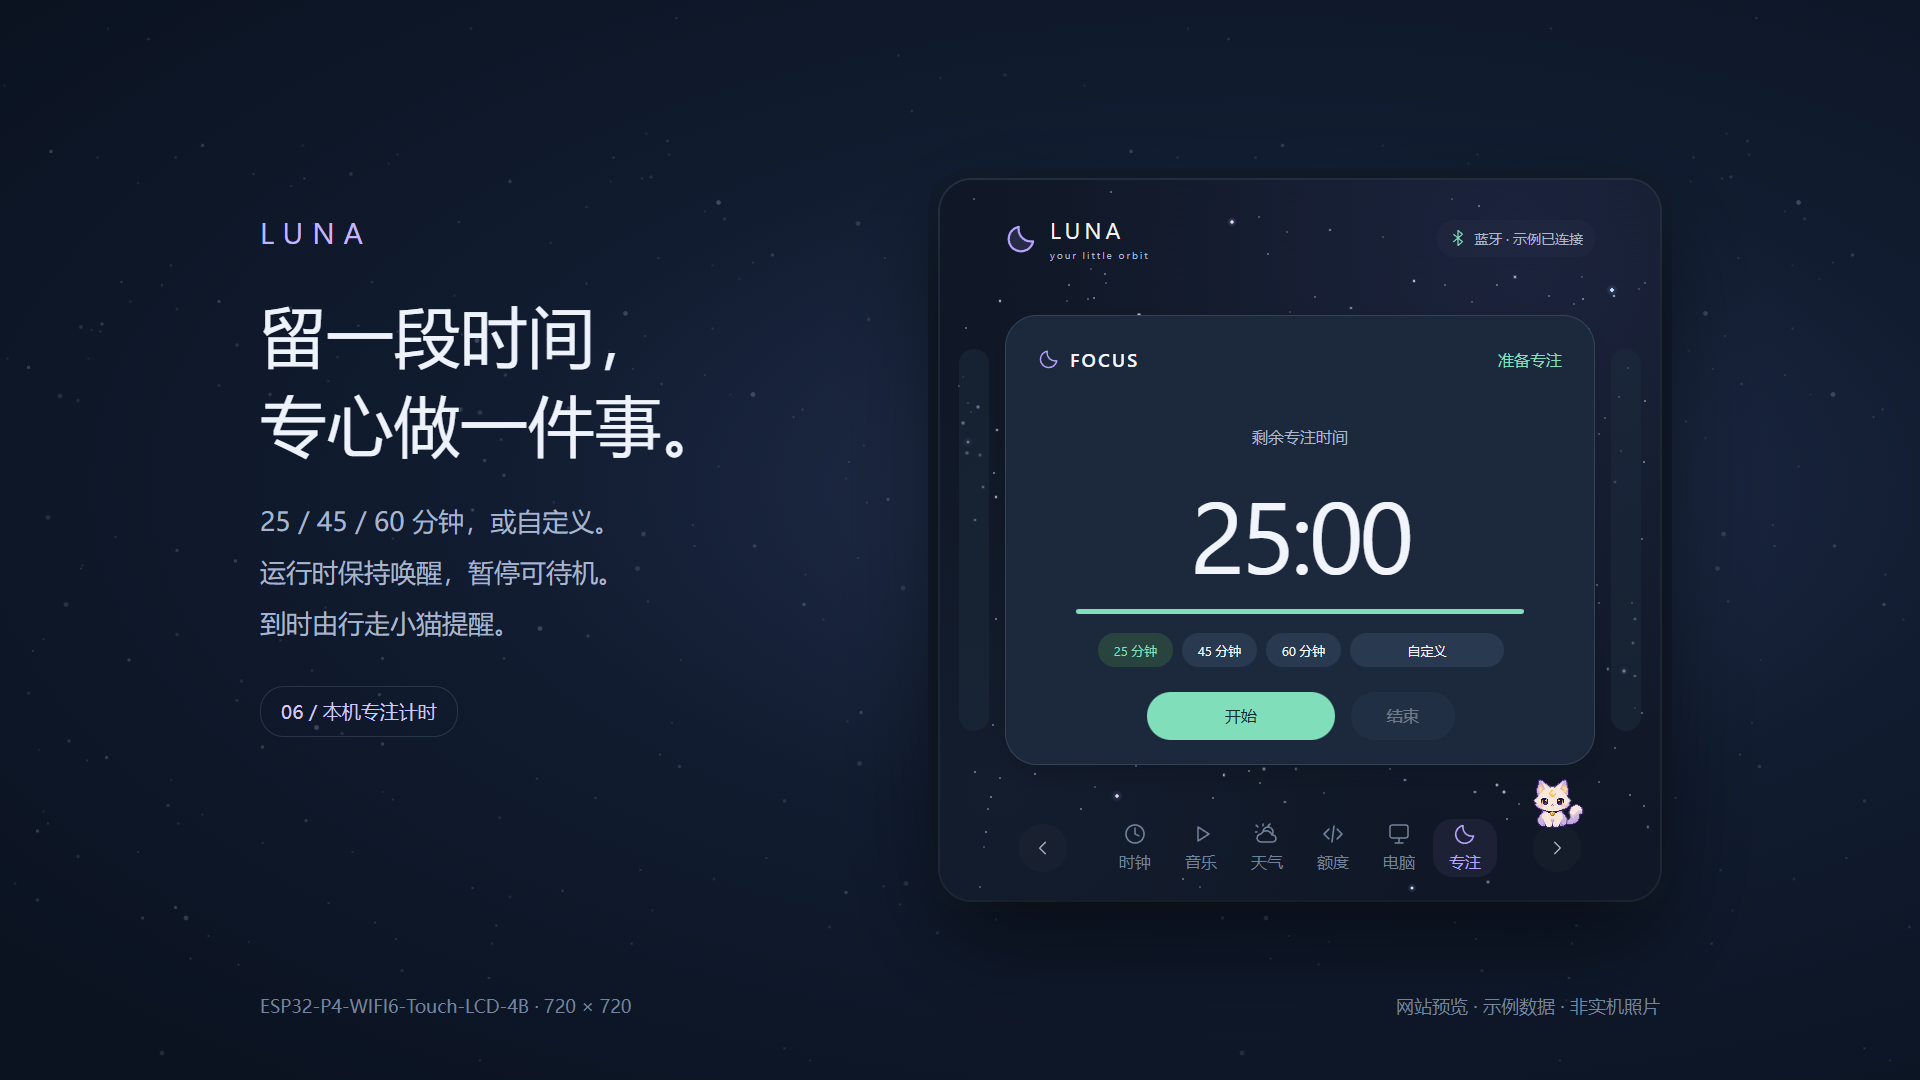 LUNA
留一段时间，
专心做一件事。
25 / 45 / 60 分钟，或自定义。
运行时保持唤醒，暂停可待机。
到时由行走小猫提醒。
06 / 本机专注计时
LUNA
your little orbit
蓝牙 · 示例已连接
FOCUS
准备专注
剩余专注时间
25:00
25 分钟
45 分钟
60 分钟
自定义
开始
结束
时钟
音乐
天气
额度
电脑
专注
ESP32-P4-WIFI6-Touch-LCD-4B · 720 × 720
网站预览 · 示例数据 · 非实机照片